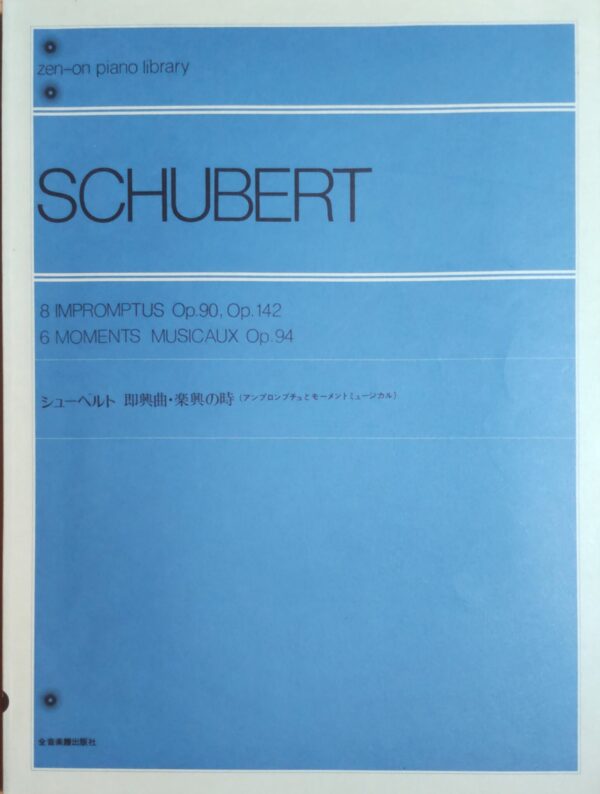 zen-on piano library
SCHUBERT
8 IMPROMPTUS Op.90, Op.142
6 MOMENTS MUSICAUX Op.94
シューベルト 即興曲・楽興の時（アンプロンプチュとモーメントミュージカル）
全音楽譜出版社